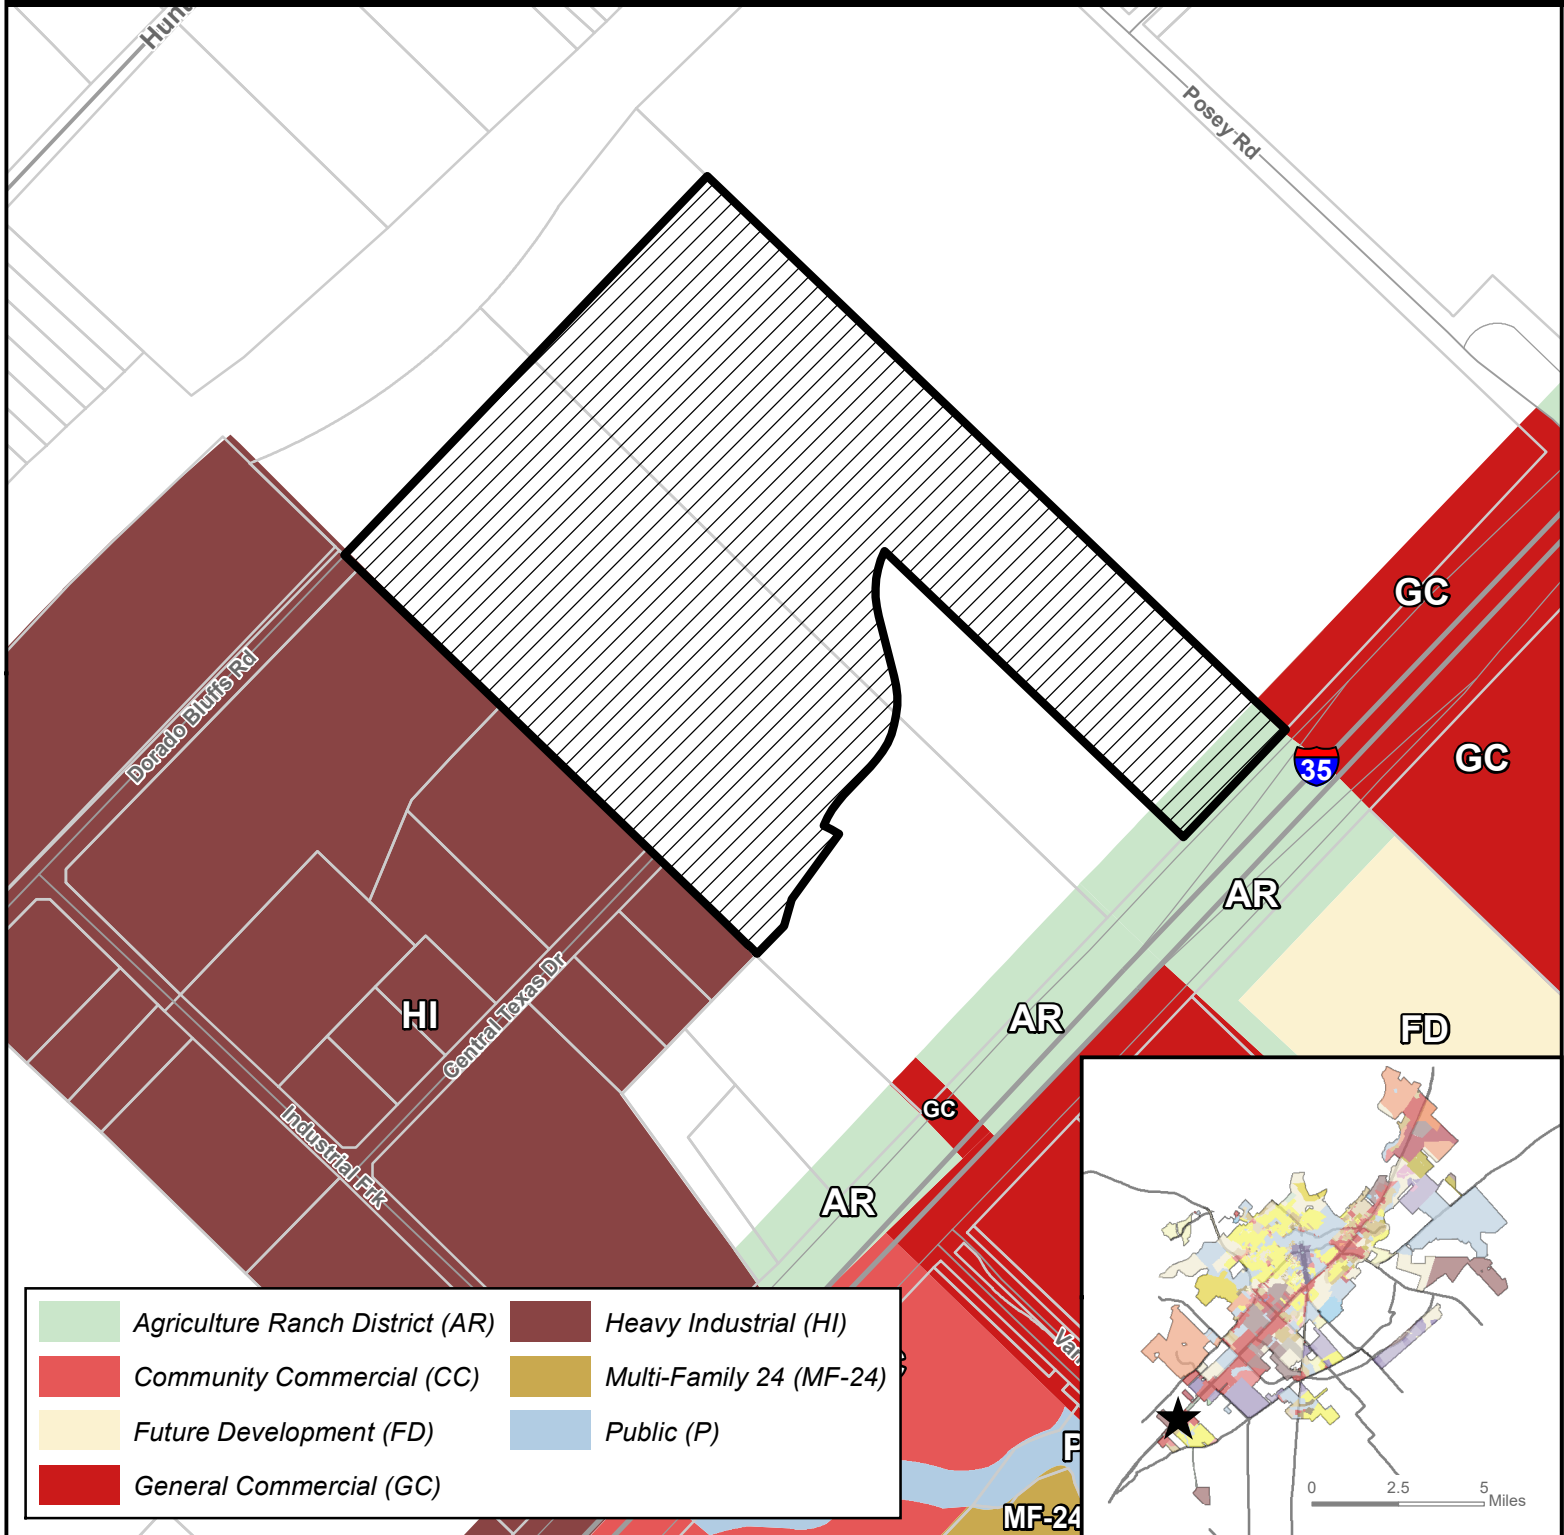 Posey Rd
GC
Dorado Bluffs Rd
GC
35
AR
HI
Central Texas Dr
AR
FD
GC
Industrial Frk
AR
Agriculture Ranch District (AR)
Heavy Industrial (HI)
Community Commercial (CC)
Multi-Family 24 (MF-24)
Future Development (FD)
Public (P)
General Commercial (GC)
P
MF-24
0 2.5 5
Miles